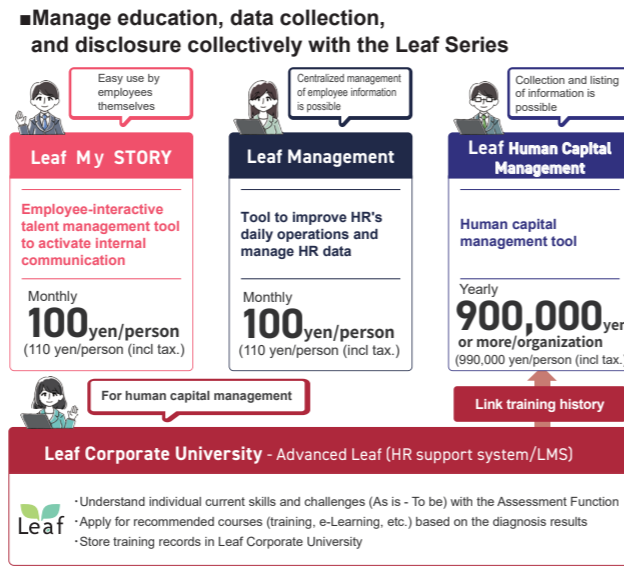 ■Manage education, data collection,
and disclosure collectively with the Leaf Series
Easy use by
employees
themselves
Centralized management
of employee information
is possible
Collection and listing
of information is
possible
Leaf My STORY
Leaf Management
Leaf Human Capital
Management
Employee-interactive
talent management tool
to activate internal
communication
Tool to improve HR's
daily operations and
manage HR data
Human capital
management tool
Monthly
100yen/person
(110 yen/person (incl tax.)
Monthly
100yen/person
(110 yen/person (incl tax.)
Yearly
900,000yen
or more/organization
(990,000 yen/person (incl tax.)
For human capital management
Link training history
Leaf Corporate University - Advanced Leaf (HR support system/LMS)
Leaf
・Understand individual current skills and challenges (As is - To be) with the Assessment Function
・Apply for recommended courses (training, e-Learning, etc.) based on the diagnosis results
・Store training records in Leaf Corporate University